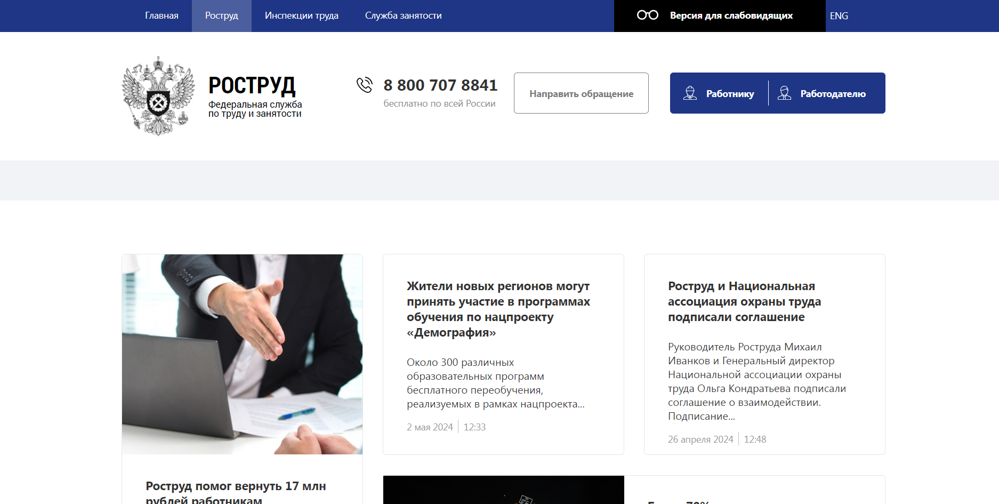 Главная
Роструд
Инспекции труда
Служба занятости
Версия для слабовидящих
ENG
РОСТРУД
Федеральная служба
по труду и занятости
8 800 707 8841
бесплатно по всей России
Направить обращение
Работнику
Работодателю
Жители новых регионов могут
принять участие в программах
обучения по нацпроекту
«Демография»
Около 300 различных
образовательных программ
бесплатного переобучения,
реализуемых в рамках нацпроекта...
2 мая 2024
12:33
Роструд и Национальная
ассоциация охраны труда
подписали соглашение
Руководитель Роструда Михаил
Иванков и Генеральный директор
Национальной ассоциации охраны
труда Ольга Кондратьева подписали
соглашение о взаимодействии.
Подписание...
26 апреля 2024
12:48
Роструд помог вернуть 17 млн
рублей работникам